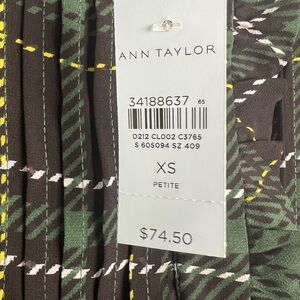 ANN TAYLOR
34188637 65
D212 CL002 C3765
S 605094 SZ 409
XS
PETITE
$74.50